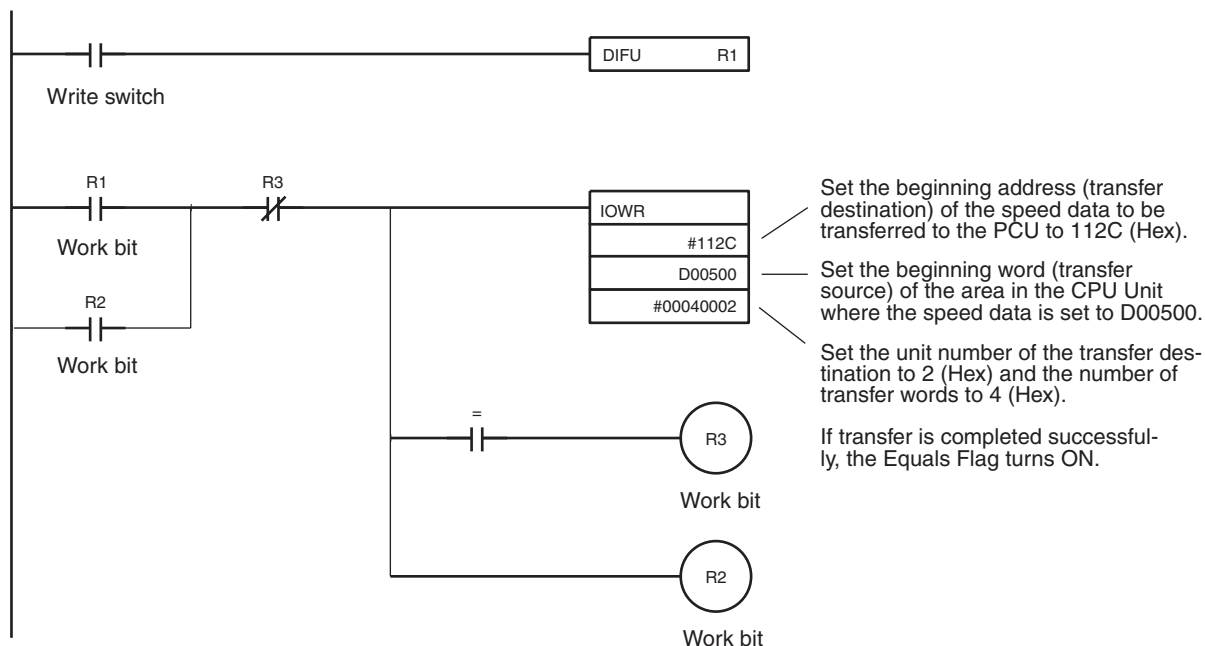 DIFU R1
Write switch
R1
R3
Work bit
IOWR
#112C
D00500
#00040002
R2
Work bit
Set the beginning address (transfer
destination) of the speed data to be
transferred to the PCU to 112C (Hex).
Set the beginning word (transfer
source) of the area in the CPU Unit
where the speed data is set to D00500.
Set the unit number of the transfer des-
tination to 2 (Hex) and the number of
transfer words to 4 (Hex).
If transfer is completed successful-
ly, the Equals Flag turns ON.
=
R3
Work bit
R2
Work bit